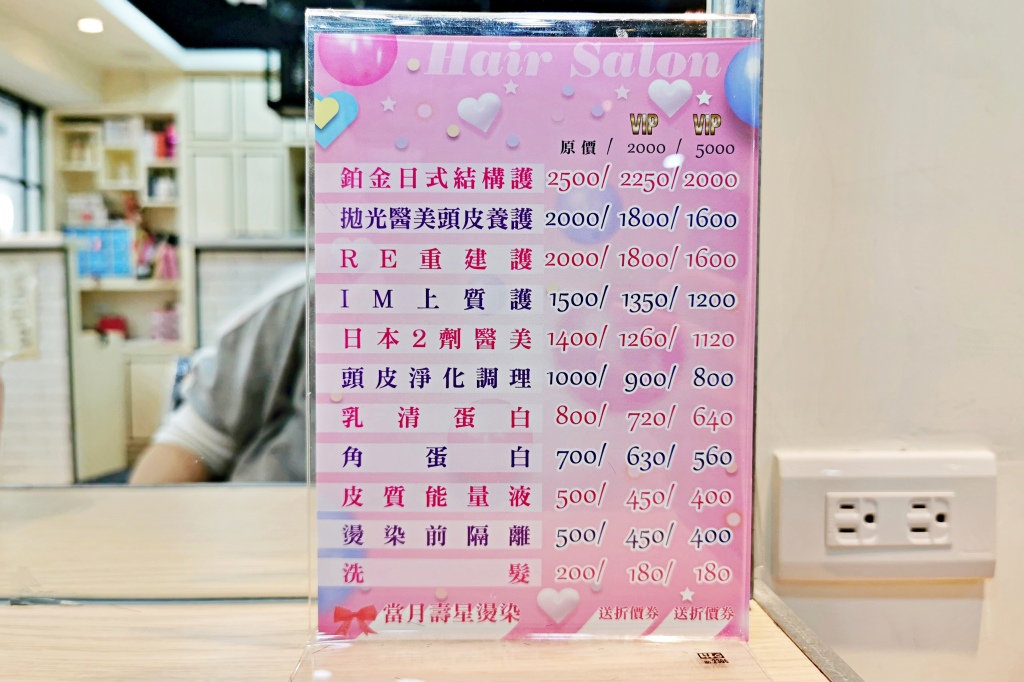 Hair Salon
VIP VIP
原價 / 2000 / 5000
鉑金日式結構護 2500/ 2250/ 2000
拋光醫美頭皮養護 2000/ 1800/ 1600
RE重建護 2000/ 1800/ 1600
IM上質護 1500/ 1350/ 1200
日本2劑醫美 1400/ 1260/ 1120
頭皮淨化調理 1000/ 900/ 800
乳清蛋白 800/ 720/ 640
角蛋白 700/ 630/ 560
皮質能量液 500/ 450/ 400
燙染前隔離 500/ 450/ 400
洗髮 200/ 180/ 180
當月壽星燙染 送折價券 送折價券